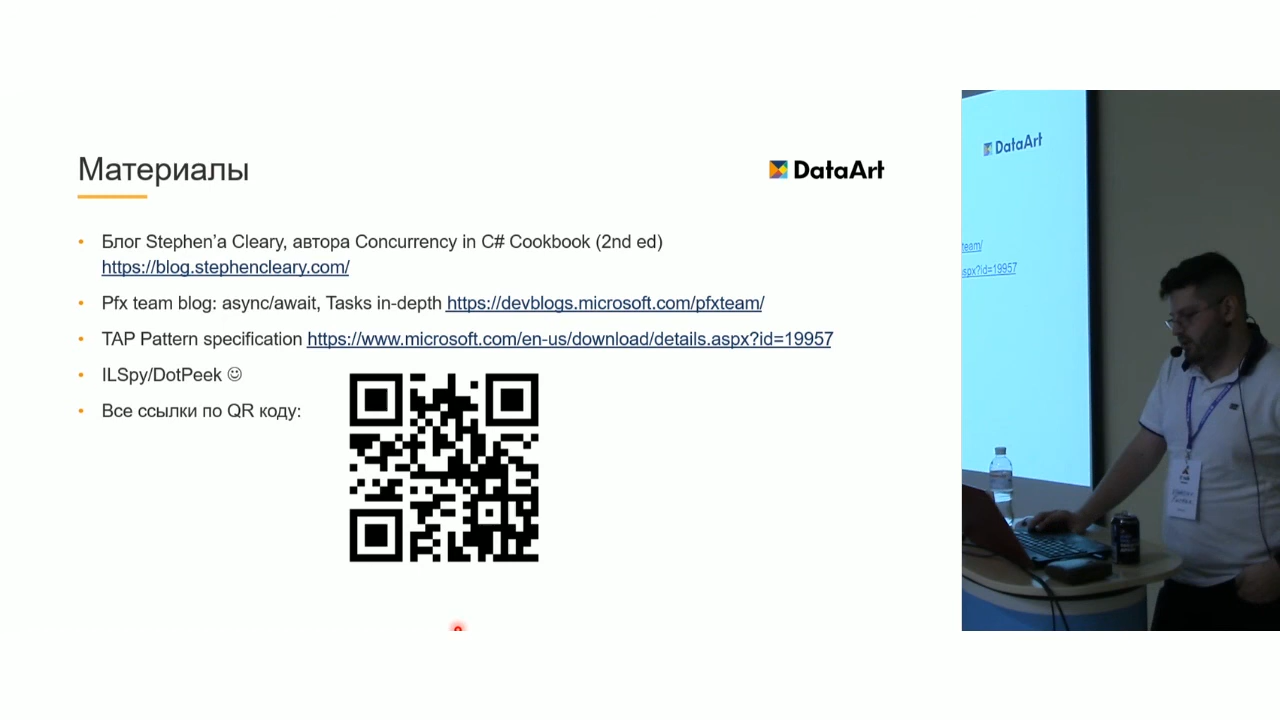 Материалы
DataArt
• Блог Stephen’a Cleary, автора Concurrency in C# Cookbook (2nd ed)
https://blog.stephencleary.com/
• Pfx team blog: async/await, Tasks in-depth https://devblogs.microsoft.com/pfxteam/
• TAP Pattern specification https://www.microsoft.com/en-us/download/details.aspx?id=19957
• ILSpy/DotPeek ☺
• Все ссылки по QR коду:
DataArt
team/
aspx?id=19957